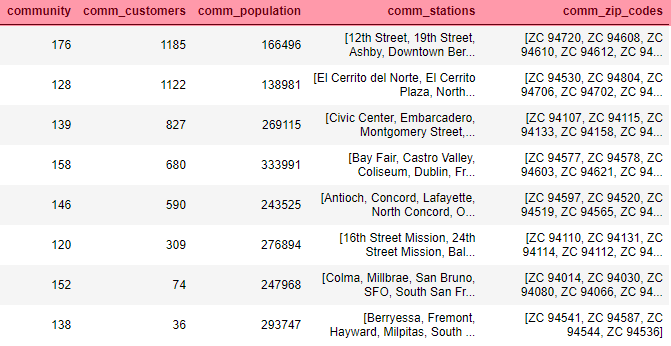 community comm_customers comm_population comm_stations comm_zip_codes
176 1185 166496 [12th Street, 19th Street, Ashby, Downtown Ber... [ZC 94720, ZC 94608, ZC 94610, ZC 94612, ZC 94...
128 1122 138981 [El Cerrito del Norte, El Cerrito Plaza, North... [ZC 94530, ZC 94804, ZC 94706, ZC 94702, ZC 94...
139 827 269115 [Civic Center, Embarcadero, Montgomery Street,... [ZC 94107, ZC 94115, ZC 94133, ZC 94158, ZC 94...
158 680 333991 [Bay Fair, Castro Valley, Coliseum, Dublin, Fr... [ZC 94577, ZC 94578, ZC 94603, ZC 94621, ZC 94...
146 590 243525 [Antioch, Concord, Lafayette, North Concord, O... [ZC 94597, ZC 94520, ZC 94519, ZC 94565, ZC 94...
120 309 276894 [16th Street Mission, 24th Street Mission, Bal... [ZC 94110, ZC 94131, ZC 94114, ZC 94112, ZC 94...
152 74 247968 [Colma, Millbrae, San Bruno, SFO, South San Fr... [ZC 94014, ZC 94030, ZC 94080, ZC 94066, ZC 94...
138 36 293747 [Berryessa, Fremont, Hayward, Milpitas, South ... [ZC 94541, ZC 94587, ZC 94544, ZC 94536]